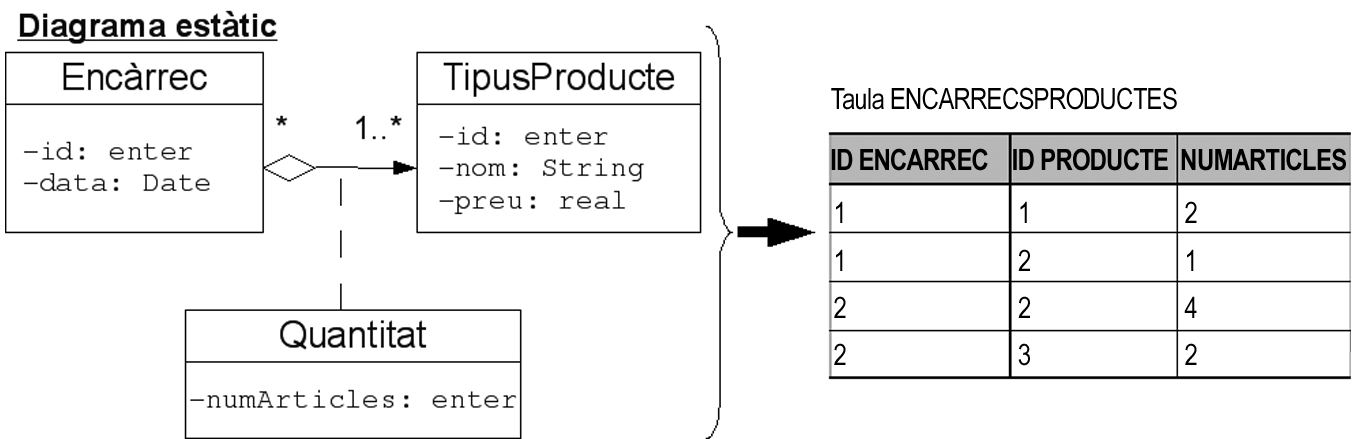 Diagrama estàtic
Encàrrec
-id: enter
-data: Date
* 1..*
TipusProducte
-id: enter
-nom: String
-preu: real
Quantitat
-numArticles: enter
Taula ENCARRECSPRODUCTES
ID ENCARREC ID PRODUCTE NUMARTICLES
1 1 2
1 2 1
2 2 4
2 3 2